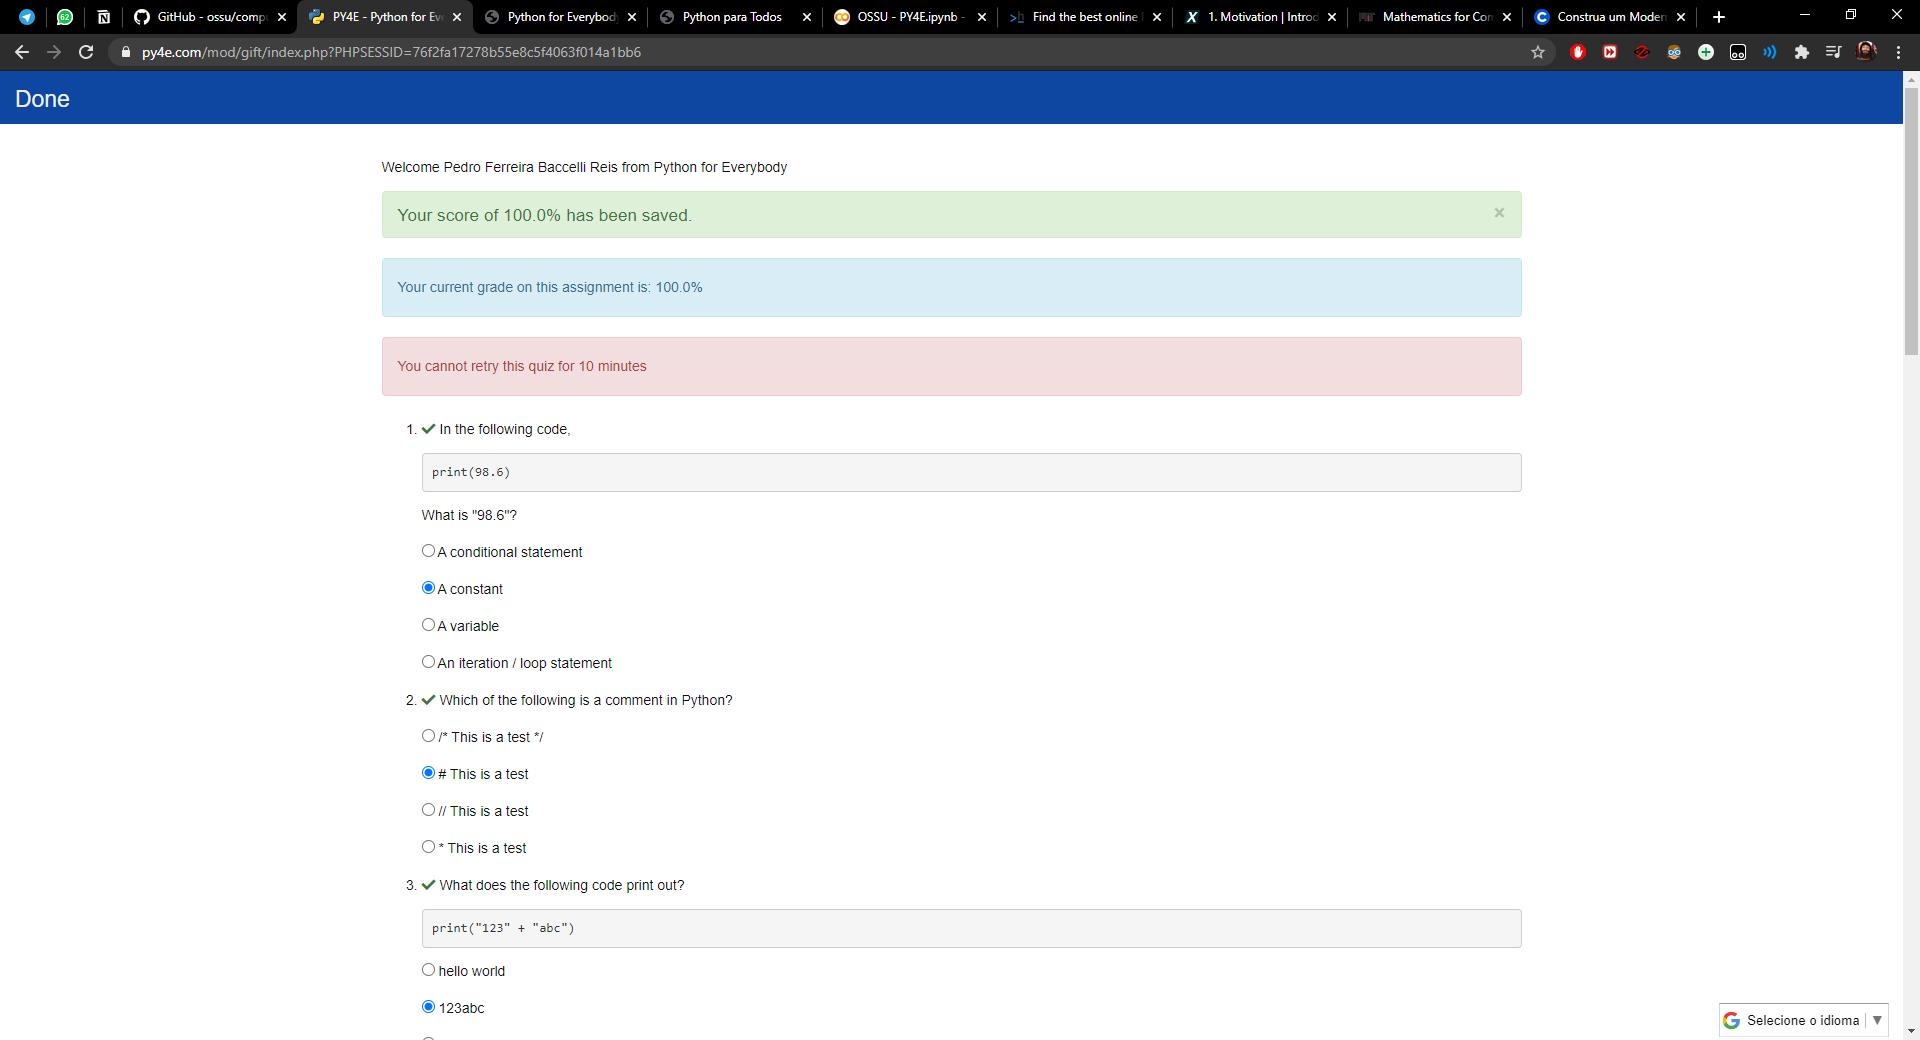 GitHub - ossu/compu
PY4E - Python for Ev
Python for Everybody
Python para Todos
OSSU - PY4E.ipynb -
Find the best online
1. Motivation | Introd
Mathematics for Com
Construa um Modern
py4e.com/mod/gift/index.php?PHPSESSID=76f2fa17278b55e8c5f4063f014a1bb6
Done
Welcome Pedro Ferreira Baccelli Reis from Python for Everybody
Your score of 100.0% has been saved.
×
Your current grade on this assignment is: 100.0%
You cannot retry this quiz for 10 minutes
1. ✔ In the following code,
print(98.6)
What is "98.6"?
A conditional statement
A constant
A variable
An iteration / loop statement
2. ✔ Which of the following is a comment in Python?
/* This is a test */
# This is a test
// This is a test
* This is a test
3. ✔ What does the following code print out?
print("123" + "abc")
hello world
123abc
Selecione o idioma ▼